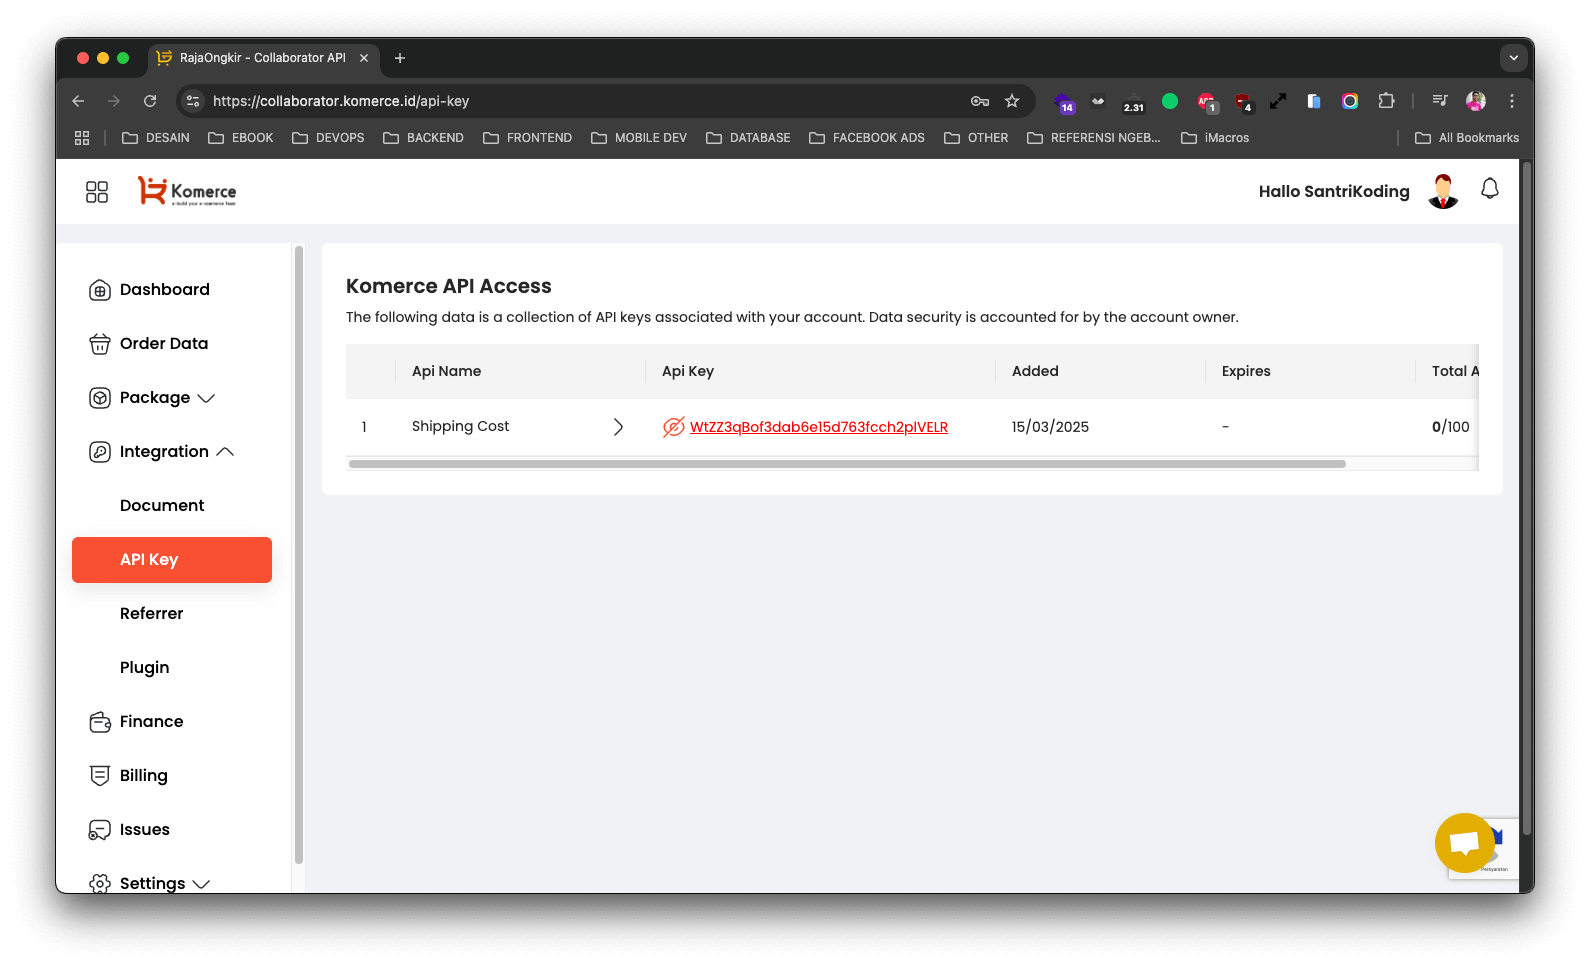 RajaOngkir - Collaborator API
https://collaborator.komerce.id/api-key
14
2.31
1
4
DESAIN
EBOOK
DEVOPS
BACKEND
FRONTEND
MOBILE DEV
DATABASE
FACEBOOK ADS
OTHER
REFERENSI NGEB...
iMacros
All Bookmarks
Komerce
Hallo SantriKoding
Dashboard
Order Data
Package
Integration
Document
API Key
Referrer
Plugin
Finance
Billing
Issues
Settings
Komerce API Access
The following data is a collection of API keys associated with your account. Data security is accounted for by the account owner.
Api Name Api Key Added Expires Total A
1 Shipping Cost WtZZ3qBof3dab6e15d763fcch2pIVELR 15/03/2025 - 0/100